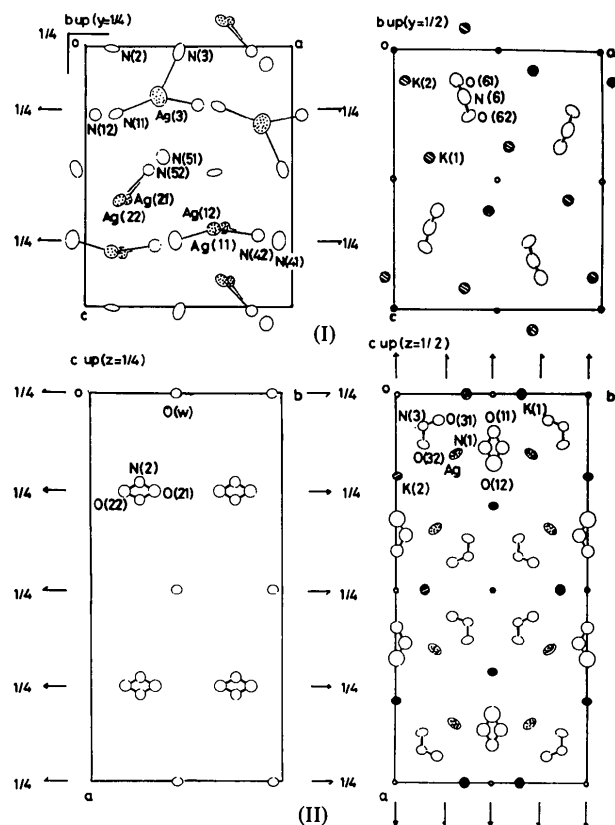 b up(y=1/4)
b up(y=1/2)
1/4
o
a
o
a
N(2)
N(3)
K(2)
O(61)
N(6)
O(62)
1/4
1/4
N(12)
N(11)
Ag(3)
N(51)
N(52)
K(1)
Ag(21)
Ag(22)
Ag(12)
1/4
Ag(11)
N(42)
N(41)
1/4
c
c
(I)
c up(z=1/4)
c up(z=1/2)
1/4
o
b
1/4
o
b
O(w)
K(1)
N(3)
O(31)
O(11)
N(1)
O(32)
Ag
N(2)
O(12)
1/4
O(22)
O(21)
1/4
K(2)
1/4
1/4
1/4
1/4
1/4
1/4
a
a
(II)